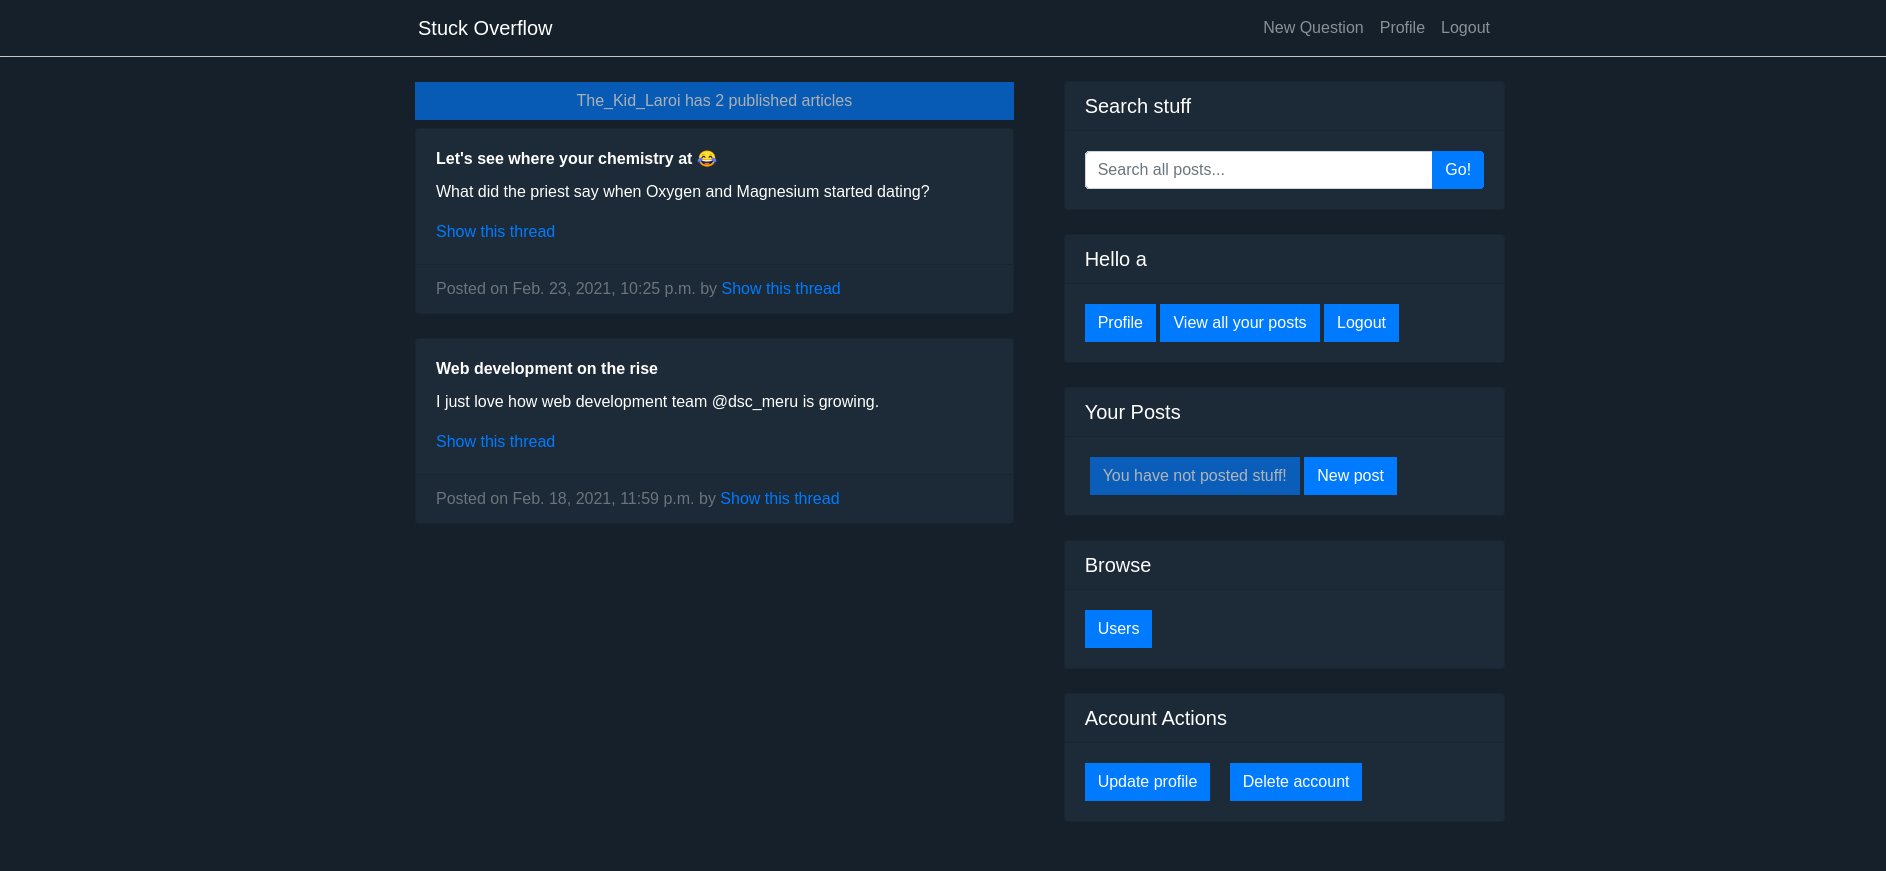 Stuck Overflow
New Question Profile Logout
The_Kid_Laroi has 2 published articles
Let's see where your chemistry at 😂
What did the priest say when Oxygen and Magnesium started dating?
Show this thread
Posted on Feb. 23, 2021, 10:25 p.m. by Show this thread
Web development on the rise
I just love how web development team @dsc_meru is growing.
Show this thread
Posted on Feb. 18, 2021, 11:59 p.m. by Show this thread
Search stuff
Search all posts... Go!
Hello a
Profile View all your posts Logout
Your Posts
You have not posted stuff! New post
Browse
Users
Account Actions
Update profile Delete account